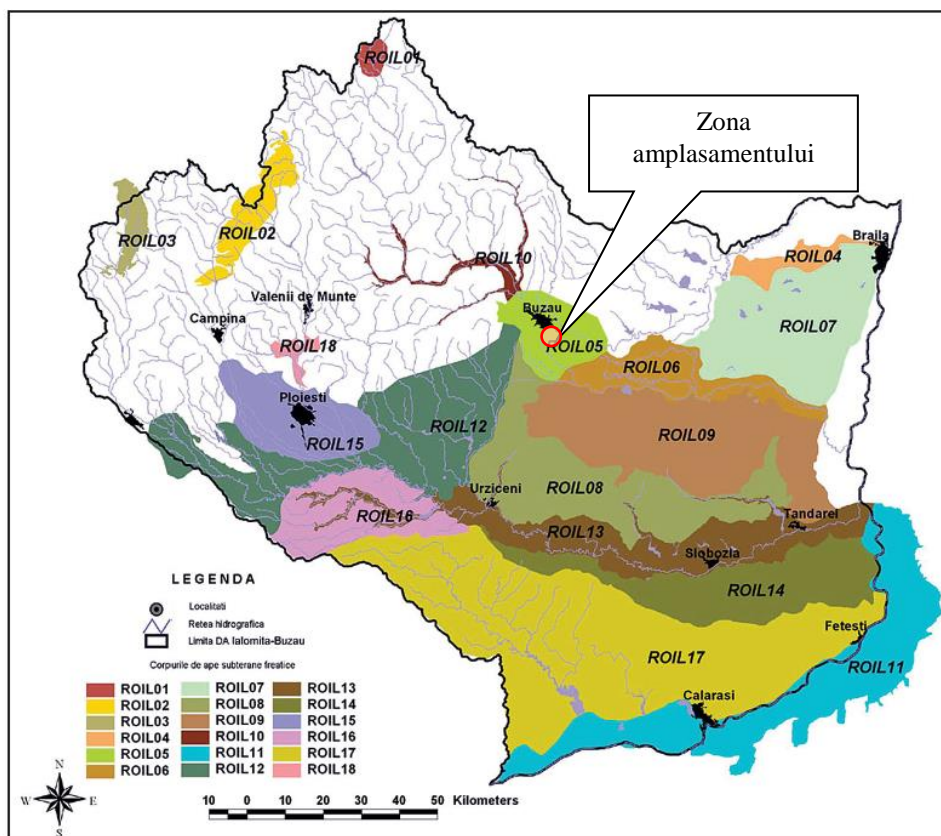 ROIL01
Zona
amplasamentului
ROIL03
ROIL02
ROIL10
ROIL04
Braila
Valenii de Munte
Campina
Buzau
ROIL07
ROIL18
ROIL05
ROIL06
Ploiesti
ROIL12
ROIL15
ROIL09
Urziceni
ROIL08
ROIL16
ROIL13
Tandarei
Slobozia
ROIL14
LEGENDA
Localitati
Retea hidrografica
Limita DA Ialomita-Buzau
Fetesti
ROIL17
ROIL11
Calarasi
Corpurile de ape subterane freatice
ROIL01 ROIL07 ROIL13
ROIL02 ROIL08 ROIL14
ROIL03 ROIL09 ROIL15
ROIL04 ROIL10 ROIL16
ROIL05 ROIL11 ROIL17
ROIL06 ROIL12 ROIL18
N
W E
S
10 0 10 20 30 40 50 Kilometers